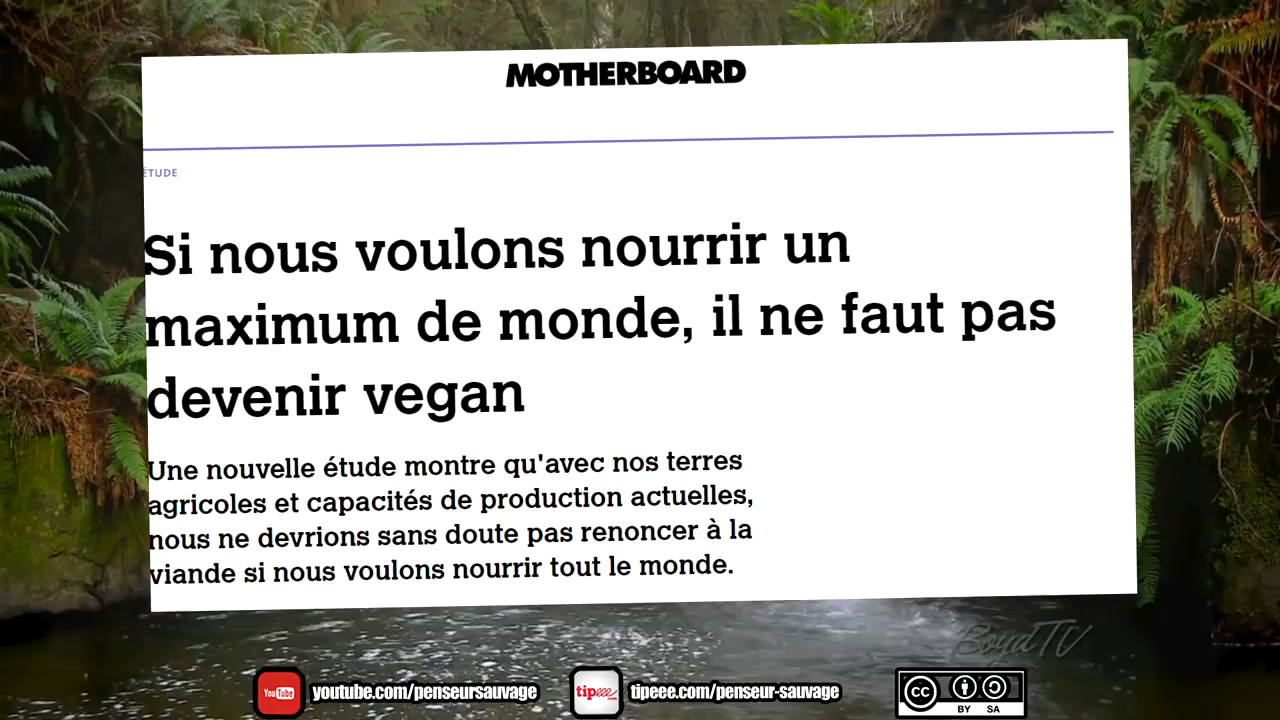 MOTHERBOARD
ÉTUDE
Si nous voulons nourrir un
maximum de monde, il ne faut pas
devenir vegan
Une nouvelle étude montre qu'avec nos terres
agricoles et capacités de production actuelles,
nous ne devrions sans doute pas renoncer à la
viande si nous voulons nourrir tout le monde.
BoydTV
YouTube youtube.com/penseursauvage tipeee tipeee.com/penseur-sauvage cc
BY SA